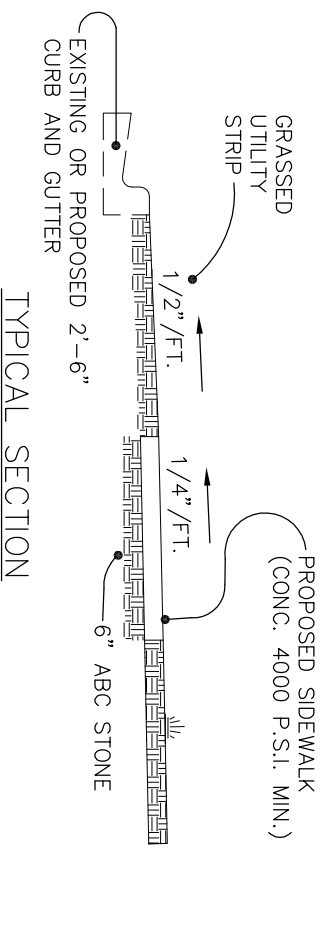 GRASSED
UTILITY
STRIP
1/2"/FT.
1/4"/FT.
PROPOSED SIDEWALK
(CONC. 4000 P.S.I. MIN.)
EXISTING OR PROPOSED 2'-6"
CURB AND GUTTER
6" ABC STONE
TYPICAL SECTION